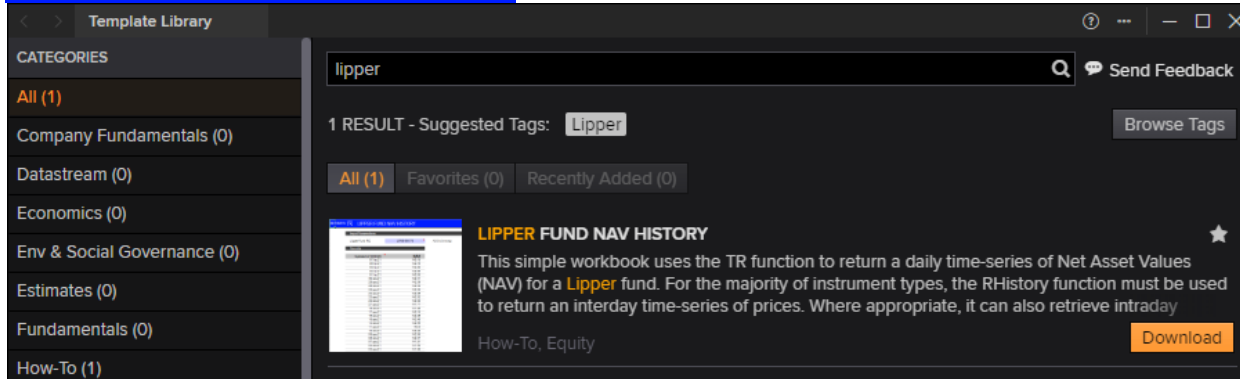 Template Library
CATEGORIES
All (1)
Company Fundamentals (0)
Datastream (0)
Economics (0)
Env & Social Governance (0)
Estimates (0)
Fundamentals (0)
How-To (1)
lipper
Send Feedback
1 RESULT - Suggested Tags: Lipper
Browse Tags
All (1) Favorites (0) Recently Added (0)
LIPPER FUND NAV HISTORY
This simple workbook uses the TR function to return a daily time-series of Net Asset Values
(NAV) for a Lipper fund. For the majority of instrument types, the RHistory function must be used
to return an interday time-series of prices. Where appropriate, it can also retrieve intraday
How-To, Equity
Download